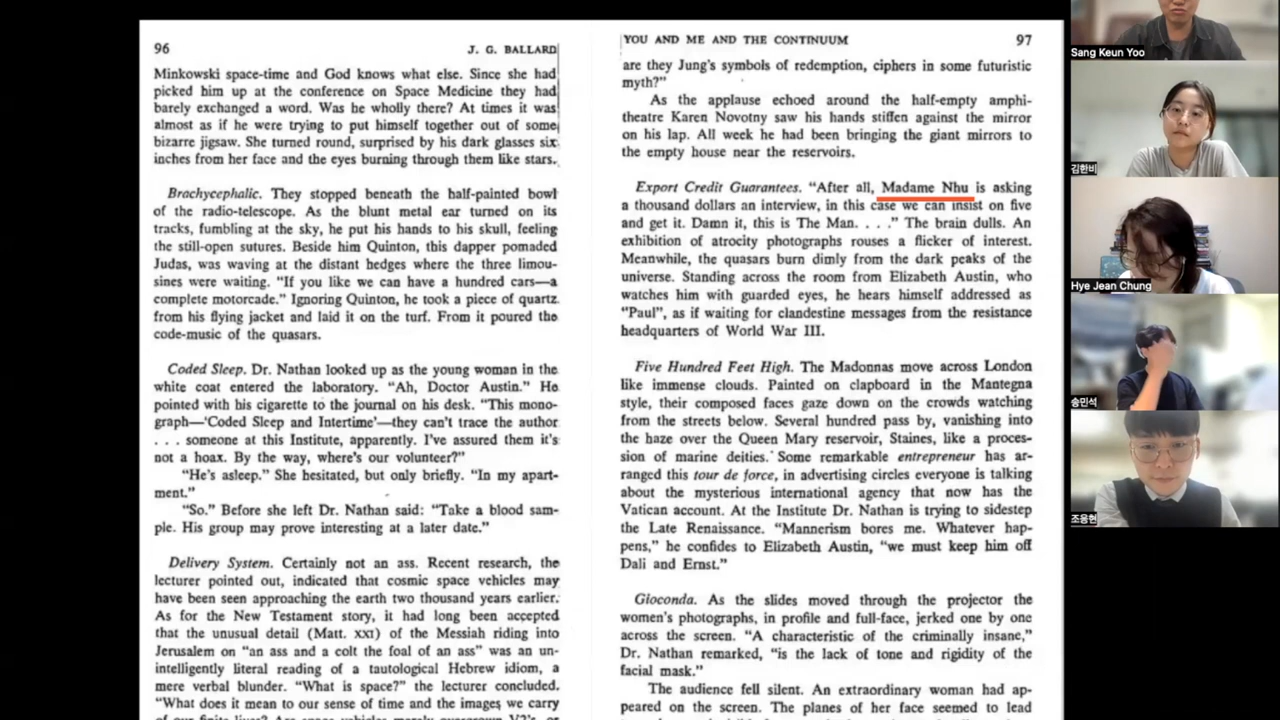 96 J. G. BALLARD
Minkowski space-time and God knows what else. Since she had
picked him up at the conference on Space Medicine they had
barely exchanged a word. Was he wholly there? At times it was
almost as if he were trying to put himself together out of some
bizarre jigsaw. She turned round, surprised by his dark glasses six
inches from her face and the eyes burning through them like stars.
Brachycephalic. They stopped beneath the half-painted bowl
of the radio-telescope. As the blunt metal ear turned on its
tracks, fumbling at the sky, he put his hands to his skull, feeling
the still-open sutures. Beside him Quinton, this dapper pomaded
Judas, was waving at the distant hedges where the three limou-
sines were waiting. "If you like we can have a hundred cars—a
complete motorcade." Ignoring Quinton, he took a piece of quartz
from his flying jacket and laid it on the turf. From it poured the
code-music of the quasars.
Coded Sleep. Dr. Nathan looked up as the young woman in the
white coat entered the laboratory. "Ah, Doctor Austin." He
pointed with his cigarette to the journal on his desk. "This mono-
graph—'Coded Sleep and Intertime'—they can't trace the author
. . . someone at this Institute, apparently. I've assured them it's
not a hoax. By the way, where's our volunteer?"
"He's asleep." She hesitated, but only briefly. "In my apart-
ment."
"So." Before she left Dr. Nathan said: "Take a blood sam-
ple. His group may prove interesting at a later date."
Delivery System. Certainly not an ass. Recent research, the
lecturer pointed out, indicated that cosmic space vehicles may
have been seen approaching the earth two thousand years earlier.
As for the New Testament story, it had long been accepted
that the unusual detail (Matt. XXI) of the Messiah riding into
Jerusalem on "an ass and a colt the foal of an ass" was an un-
intelligently literal reading of a tautological Hebrew idiom, a
mere verbal blunder. "What is space?" the lecturer concluded.
"What does it mean to our sense of time and the images we carry
YOU AND ME AND THE CONTINUUM 97
are they Jung's symbols of redemption, ciphers in some futuristic
myth?"
As the applause echoed around the half-empty amphi-
theatre Karen Novotny saw his hands stiffen against the mirror
on his lap. All week he had been bringing the giant mirrors to
the empty house near the reservoirs.
Export Credit Guarantees. "After all, Madame Nhu is asking
a thousand dollars an interview, in this case we can insist on five
and get it. Damn it, this is The Man. . . ." The brain dulls. An
exhibition of atrocity photographs rouses a flicker of interest.
Meanwhile, the quasars burn dimly from the dark peaks of the
universe. Standing across the room from Elizabeth Austin, who
watches him with guarded eyes, he hears himself addressed as
"Paul", as if waiting for clandestine messages from the resistance
headquarters of World War III.
Five Hundred Feet High. The Madonnas move across London
like immense clouds. Painted on clapboard in the Mantegna
style, their composed faces gaze down on the crowds watching
from the streets below. Several hundred pass by, vanishing into
the haze over the Queen Mary reservoir, Staines, like a proces-
sion of marine deities. Some remarkable entrepreneur has ar-
ranged this tour de force, in advertising circles everyone is talking
about the mysterious international agency that now has the
Vatican account. At the Institute Dr. Nathan is trying to sidestep
the Late Renaissance. "Mannerism bores me. Whatever hap-
pens," he confides to Elizabeth Austin, "we must keep him off
Dali and Ernst."
Gioconda. As the slides moved through the projector the
women's photographs, in profile and full-face, jerked one by one
across the screen. "A characteristic of the criminally insane,"
Dr. Nathan remarked, "is the lack of tone and rigidity of the
facial mask."
The audience fell silent. An extraordinary woman had ap-
peared on the screen. The planes of her face seemed to lead
Sang Keun Yoo
김한비
Hye Jean Chung
송민석
조융현